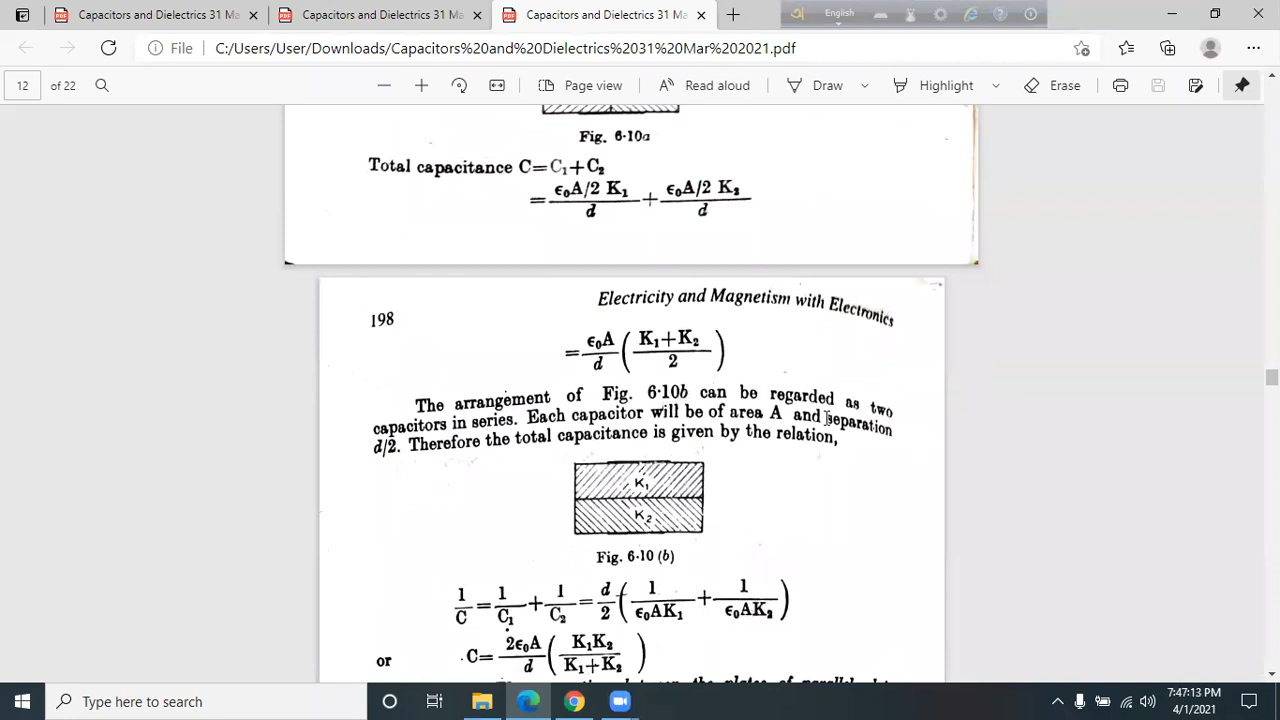 Capacitors and Dielectrics 31 Ma
Capacitors and Dielectrics 31 Ma
Capacitors and Dielectrics 31 Ma
English
File
C:/Users/User/Downloads/Capacitors%20and%20Dielectrics%2031%20Mar%202021.pdf
12 of 22
Page view
Read aloud
Draw
Highlight
Erase
Fig. 6·10a
Total capacitance C=C₁+C₂
= ϵ₀A/2 K₁ / d + ϵ₀A/2 K₂ / d
198
Electricity and Magnetism with Electronics
= ϵ₀A / d ( K₁+K₂ / 2 )
The arrangement of Fig. 6·10b can be regarded as two
capacitors in series. Each capacitor will be of area A and separation
d/2. Therefore the total capacitance is given by the relation,
K₁
K₂
Fig. 6·10 (b)
1/C = 1/C₁ + 1/C₂ = d/2 ( 1/ϵ₀AK₁ + 1/ϵ₀AK₂ )
or C= 2ϵ₀A / d ( K₁K₂ / K₁+K₂ )
the plates of parallel
Type here to search
7:47:13 PM
4/1/2021